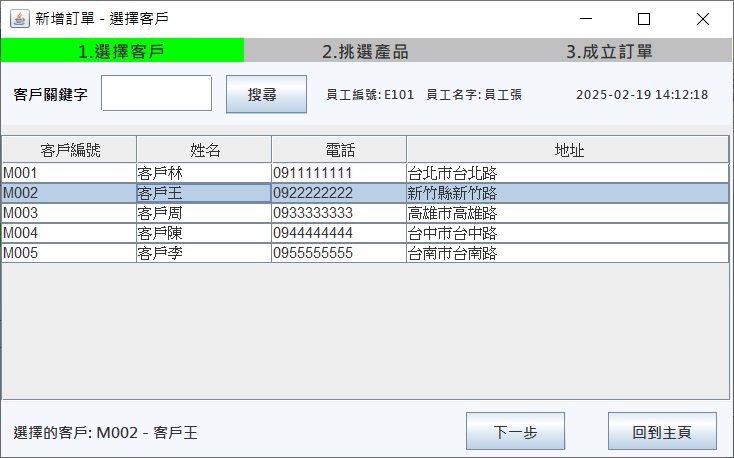 新增訂單 - 選擇客戶
1.選擇客戶 2.挑選產品 3.成立訂單
客戶關鍵字 搜尋 員工編號: E101 員工名字: 員工張 2025-02-19 14:12:18
客戶編號 姓名 電話 地址
M001 客戶林 0911111111 台北市台北路
M002 客戶王 0922222222 新竹縣新竹路
M003 客戶周 0933333333 高雄市高雄路
M004 客戶陳 0944444444 台中市台中路
M005 客戶李 0955555555 台南市台南路
選擇的客戶: M002 - 客戶王 下一步 回到主頁